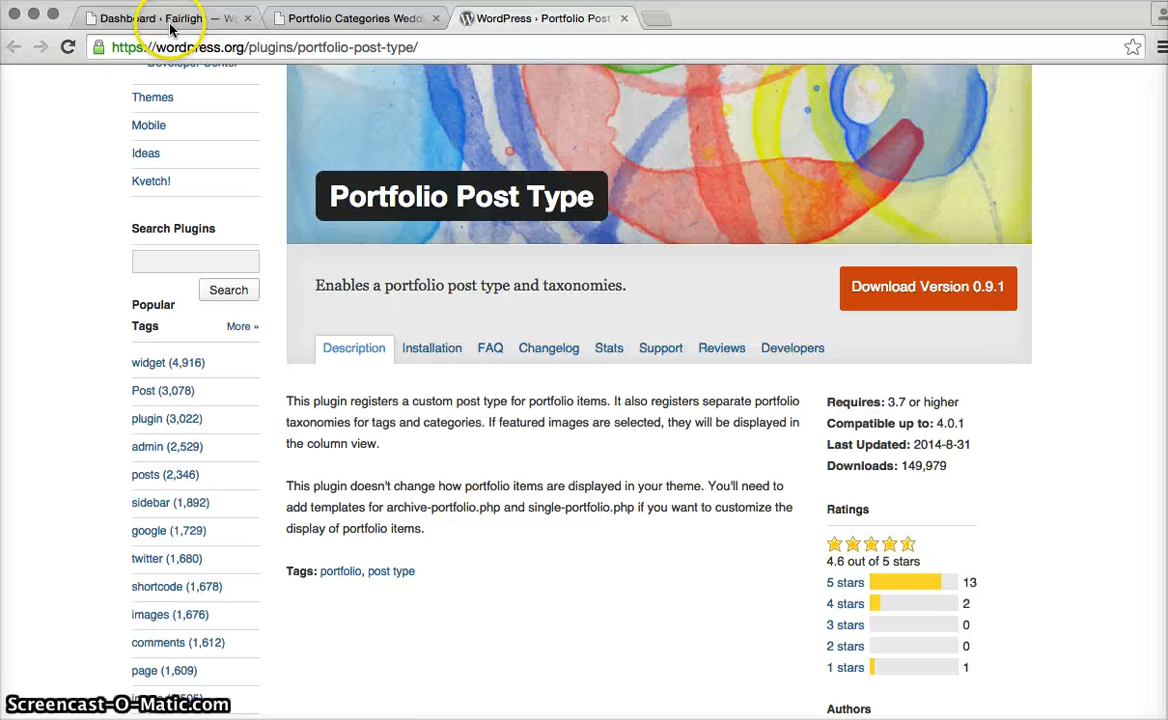 Dashboard ‹ Fairligh — W
Portfolio Categories Wedd
WordPress › Portfolio Post
https://wordpress.org/plugins/portfolio-post-type/
Developer Center
Themes
Mobile
Ideas
Kvetch!
Search Plugins
Search
Popular
Tags
More »
widget (4,916)
Post (3,078)
plugin (3,022)
admin (2,529)
posts (2,346)
sidebar (1,892)
google (1,729)
twitter (1,680)
shortcode (1,678)
images (1,676)
comments (1,612)
page (1,609)
Portfolio Post Type
Enables a portfolio post type and taxonomies.
Download Version 0.9.1
Description Installation FAQ Changelog Stats Support Reviews Developers
This plugin registers a custom post type for portfolio items. It also registers separate portfolio
taxonomies for tags and categories. If featured images are selected, they will be displayed in
the column view.
This plugin doesn't change how portfolio items are displayed in your theme. You'll need to
add templates for archive-portfolio.php and single-portfolio.php if you want to customize the
display of portfolio items.
Tags: portfolio, post type
Requires: 3.7 or higher
Compatible up to: 4.0.1
Last Updated: 2014-8-31
Downloads: 149,979
Ratings
4.6 out of 5 stars
5 stars 13
4 stars 2
3 stars 0
2 stars 0
1 stars 1
Authors
Screencast-O-Matic.com